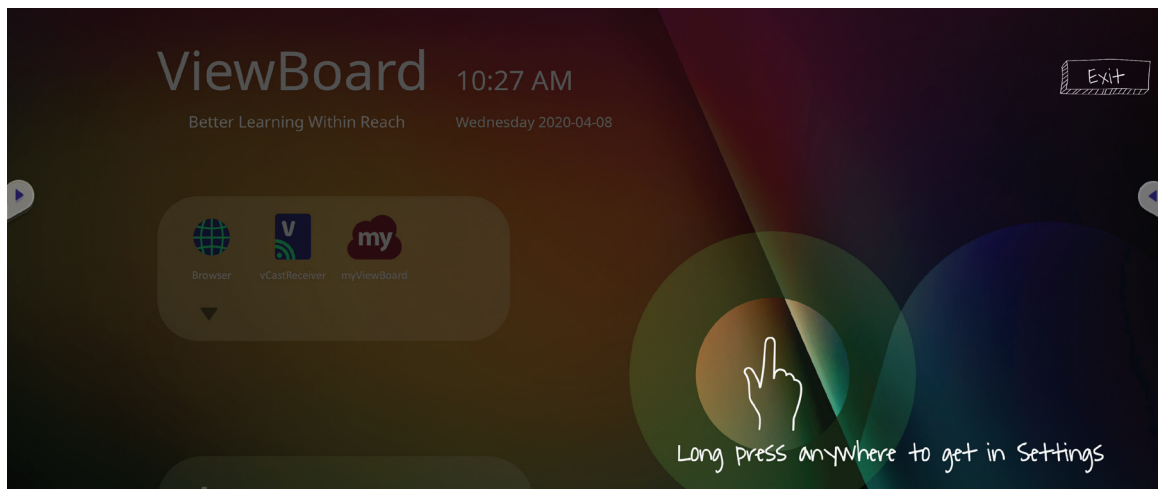 ViewBoard 10:27 AM
Exit
Better Learning Within Reach Wednesday 2020-04-08
V
my
Browser vCastReceiver myViewBoard
Long press anywhere to get in Settings